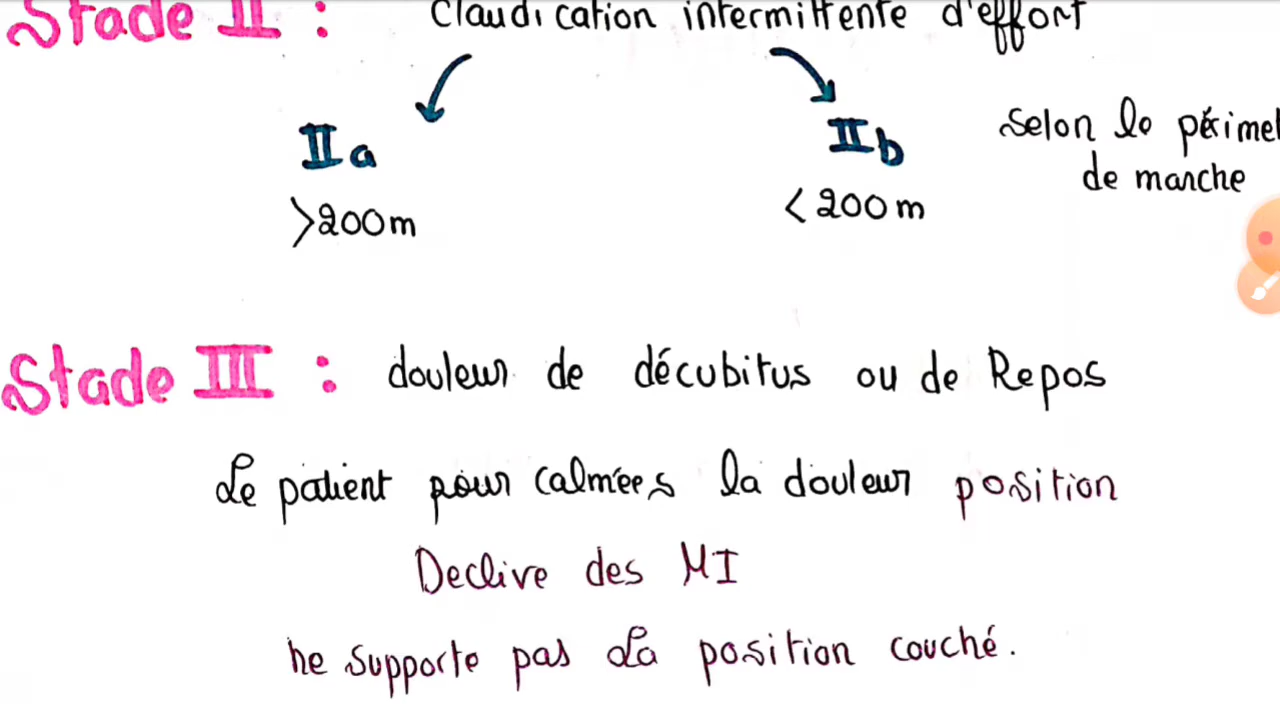 Stade II : Claudication intermittente d'effort
IIa IIb selon le périmet
>200m <200m de marche
Stade III : douleur de décubitus ou de Repos
Le patient pour calmées la douleur position
Declive des MI
ne supporte pas La position couché.